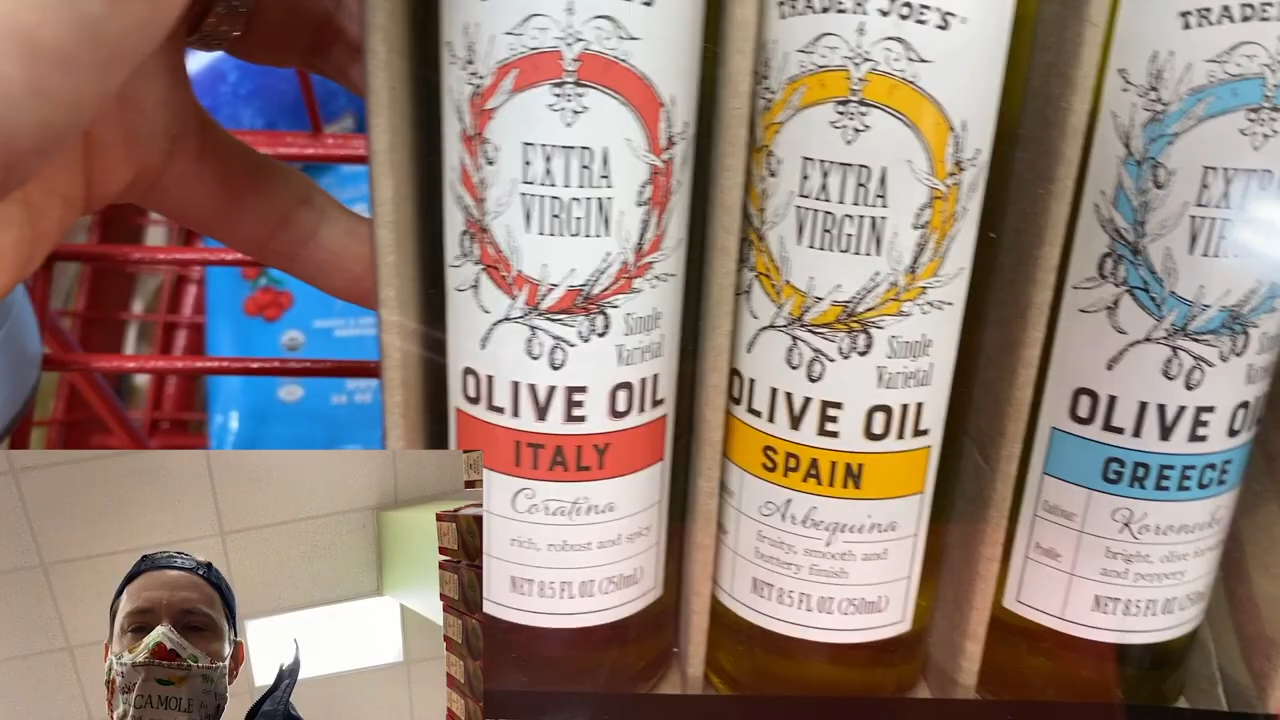 EXTRA
VIRGIN
Single
Varietal
OLIVE OIL
ITALY
Coratina
rich, robust and spicy
NET 8.5 FL OZ (250mL)
TRADER JOE'S
EXTRA
VIRGIN
Single
Varietal
OLIVE OIL
SPAIN
Arbequina
fruity, smooth and
buttery finish
NET 8.5 FL OZ (250mL)
OLIVE
GREECE
bright, olive
and peppery
NET 8.5 FL OZ
CAMOLE